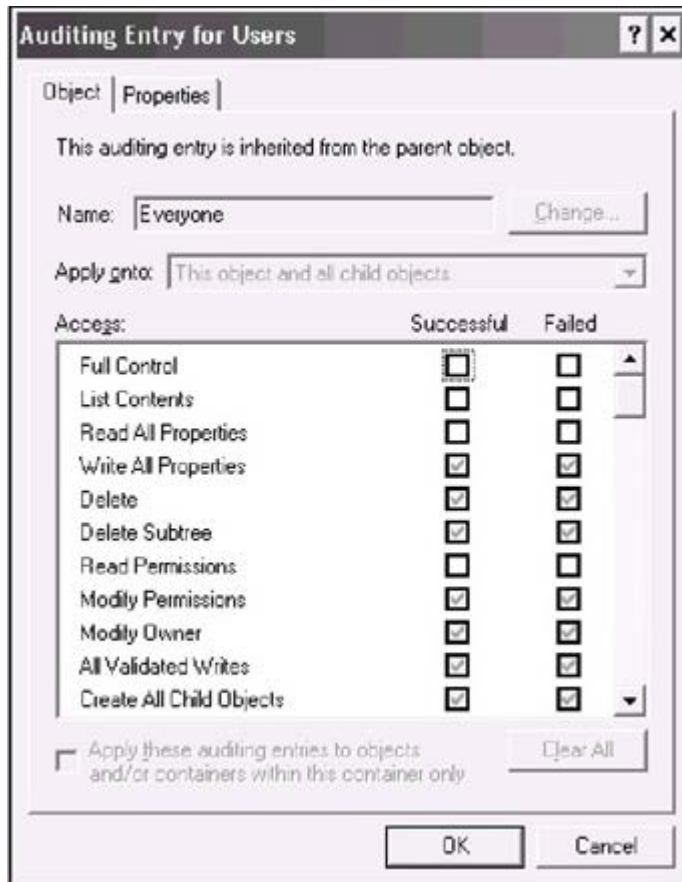 Auditing Entry for Users
Object Properties
This auditing entry is inherited from the parent object.
Name: Everyone Change...
Apply onto: This object and all child objects
Access: Successful Failed
Full Control
List Contents
Read All Properties
Write All Properties
Delete
Delete Subtree
Read Permissions
Modify Permissions
Modify Owner
All Validated Writes
Create All Child Objects
Apply these auditing entries to objects
and/or containers within this container only
Clear All
OK Cancel